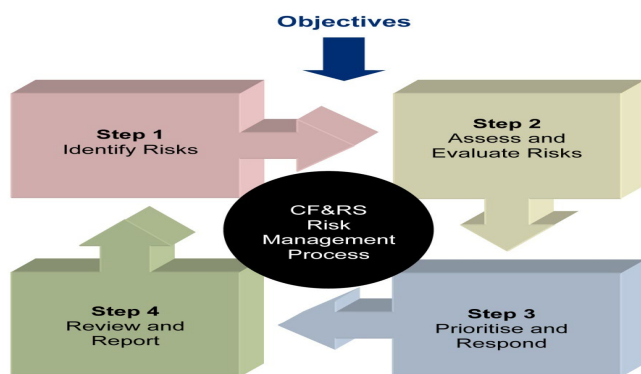 Objectives
Step 1
Identify Risks
Step 2
Assess and
Evaluate Risks
CF&RS
Risk
Management
Process
Step 3
Prioritise and
Respond
Step 4
Review and
Report